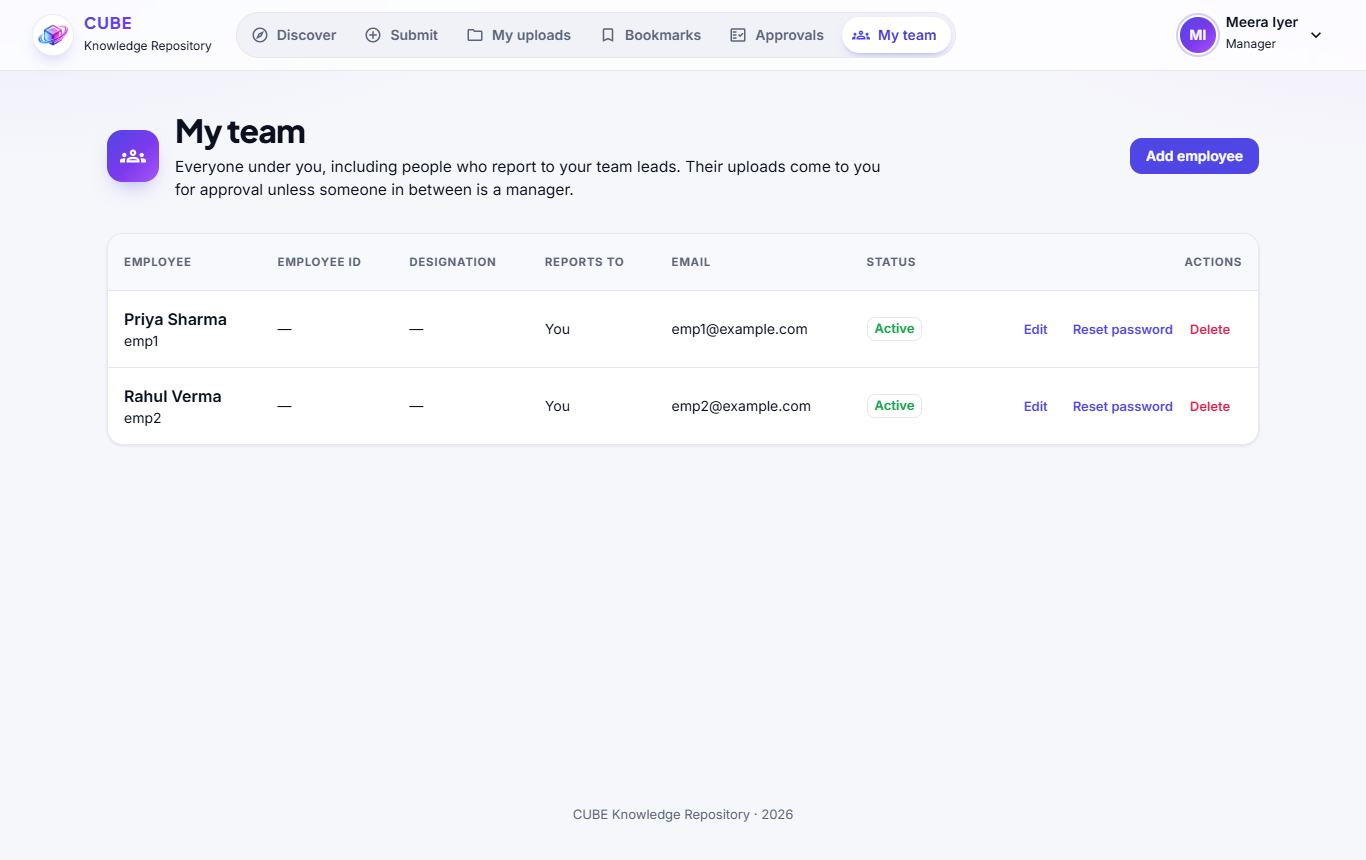 CUBE
Knowledge Repository
Discover
Submit
My uploads
Bookmarks
Approvals
My team
MI
Meera Iyer
Manager
My team
Everyone under you, including people who report to your team leads. Their uploads come to you
for approval unless someone in between is a manager.
Add employee
EMPLOYEE EMPLOYEE ID DESIGNATION REPORTS TO EMAIL STATUS ACTIONS
Priya Sharma
emp1
— — You emp1@example.com Active Edit Reset password Delete
Rahul Verma
emp2
— — You emp2@example.com Active Edit Reset password Delete
CUBE Knowledge Repository · 2026